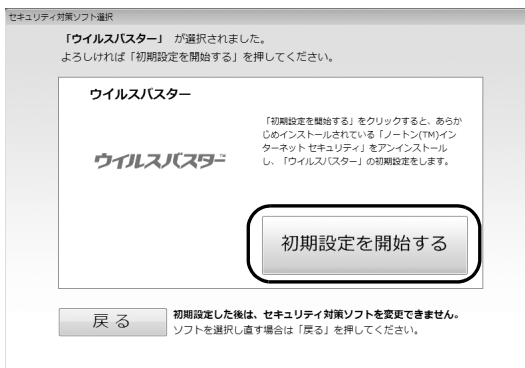 セキュリティ対策ソフト選択
「ウイルスバスター」 が選択されました。
よろしければ「初期設定を開始する」を押してください。
ウイルスバスター
「初期設定を開始する」をクリックすると、あらか
じめインストールされている「ノートン(TM)イン
ターネット セキュリティ」をアンインストール
し、「ウイルスバスター」の初期設定をします。
ウイルスバスター™
初期設定を開始する
戻 る
初期設定した後は、セキュリティ対策ソフトを変更できません。
ソフトを選択し直す場合は「戻る」を押してください。